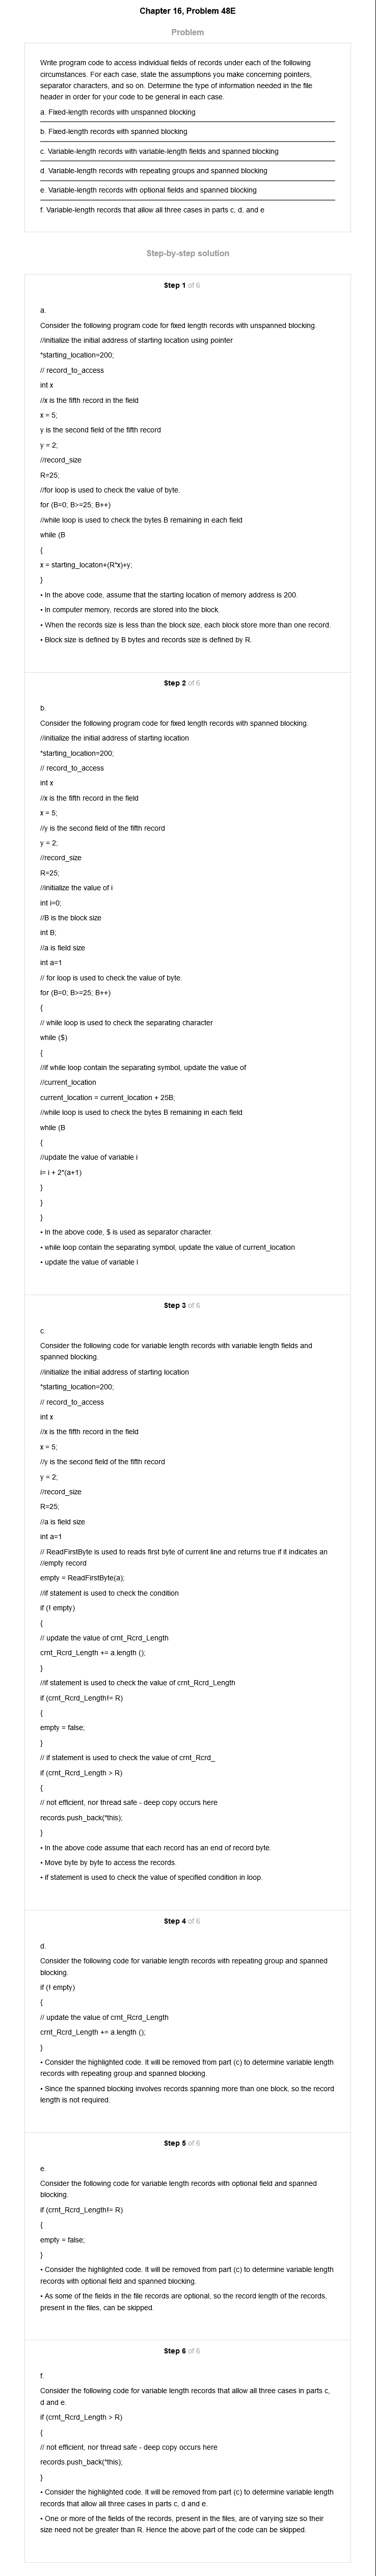 Chapter 16, Problem 48E
Problem
Write program code to access individual fields of records under each of the following
circumstances. For each case, state the assumptions you make concerning pointers,
separator characters, and so on. Determine the type of information needed in the file
header in order for your code to be general in each case.
a. Fixed-length records with unspanned blocking
b. Fixed-length records with spanned blocking
c. Variable-length records with variable-length fields and spanned blocking
d. Variable-length records with repeating groups and spanned blocking
e. Variable-length records with optional fields and spanned blocking
f. Variable-length records that allow all three cases in parts c, d, and e
Step-by-step solution
Step 1 of 6
a.
Consider the following program code for fixed length records with unspanned blocking.
//initialize the initial address of starting location using pointer
*starting_location=200;
// record_to_access
int x
//x is the fifth record in the field
x = 5;
y is the second field of the fifth record
y = 2;
//record_size
R=25;
//for loop is used to check the value of byte.
for (B=0; B>=25; B++)
//while loop is used to check the bytes B remaining in each field
while (B
{
x = starting_locaton+(R*x)+y;
}
• In the above code, assume that the starting location of memory address is 200.
• In computer memory, records are stored into the block.
• When the records size is less than the block size, each block store more than one record.
• Block size is defined by B bytes and records size is defined by R.
Step 2 of 6
b.
Consider the following program code for fixed length records with spanned blocking.
//initialize the initial address of starting location
*starting_location=200;
// record_to_access
int x
//x is the fifth record in the field
x = 5;
//y is the second field of the fifth record
y = 2;
//record_size
R=25;
//initialize the value of i
int i=0;
//B is the block size
int B;
//a is field size
int a=1
// for loop is used to check the value of byte.
for (B=0; B>=25; B++)
{
// while loop is used to check the separating character
while ($)
{
//if while loop contain the separating symbol, update the value of
//current_location
current_location = current_location + 25B;
//while loop is used to check the bytes B remaining in each field
while (B
{
//update the value of variable i
i= i + 2*(a+1)
}
}
}
• In the above code, $ is used as separator character.
• while loop contain the separating symbol, update the value of current_location
• update the value of variable i
Step 3 of 6
c.
Consider the following code for variable length records with variable length fields and
spanned blocking.
//initialize the initial address of starting location
*starting_location=200;
// record_to_access
int x
//x is the fifth record in the field
x = 5;
//y is the second field of the fifth record
y = 2;
//record_size
R=25;
//a is field size
int a=1
// ReadFirstByte is used to reads first byte of current line and returns true if it indicates an
//empty record
empty = ReadFirstByte(a);
//if statement is used to check the condition
if (! empty)
{
// update the value of crnt_Rcrd_Length
crnt_Rcrd_Length += a.length ();
}
//if statement is used to check the value of crnt_Rcrd_Length
if (crnt_Rcrd_Length!= R)
{
empty = false;
}
// if statement is used to check the value of crnt_Rcrd_
if (crnt_Rcrd_Length > R)
{
// not efficient, nor thread safe - deep copy occurs here
records.push_back(*this);
}
• In the above code assume that each record has an end of record byte.
• Move byte by byte to access the records.
• if statement is used to check the value of specified condition in loop.
Step 4 of 6
d.
Consider the following code for variable length records with repeating group and spanned
blocking.
if (! empty)
{
// update the value of crnt_Rcrd_Length
crnt_Rcrd_Length += a.length ();
}
• Consider the highlighted code. It will be removed from part (c) to determine variable length
records with repeating group and spanned blocking.
• Since the spanned blocking involves records spanning more than one block, so the record
length is not required.
Step 5 of 6
e.
Consider the following code for variable length records with optional field and spanned
blocking.
if (crnt_Rcrd_Length!= R)
{
empty = false;
}
• Consider the highlighted code. It will be removed from part (c) to determine variable length
records with optional field and spanned blocking.
• As some of the fields in the file records are optional, so the record length of the records,
present in the files, can be skipped.
Step 6 of 6
f.
Consider the following code for variable length records that allow all three cases in parts c,
d and e.
if (crnt_Rcrd_Length > R)
{
// not efficient, nor thread safe - deep copy occurs here
records.push_back(*this);
}
• Consider the highlighted code. It will be removed from part (c) to determine variable length
records that allow all three cases in parts c, d and e.
• One or more of the fields of the records, present in the files, are of varying size so their
size need not be greater than R. Hence the above part of the code can be skipped.